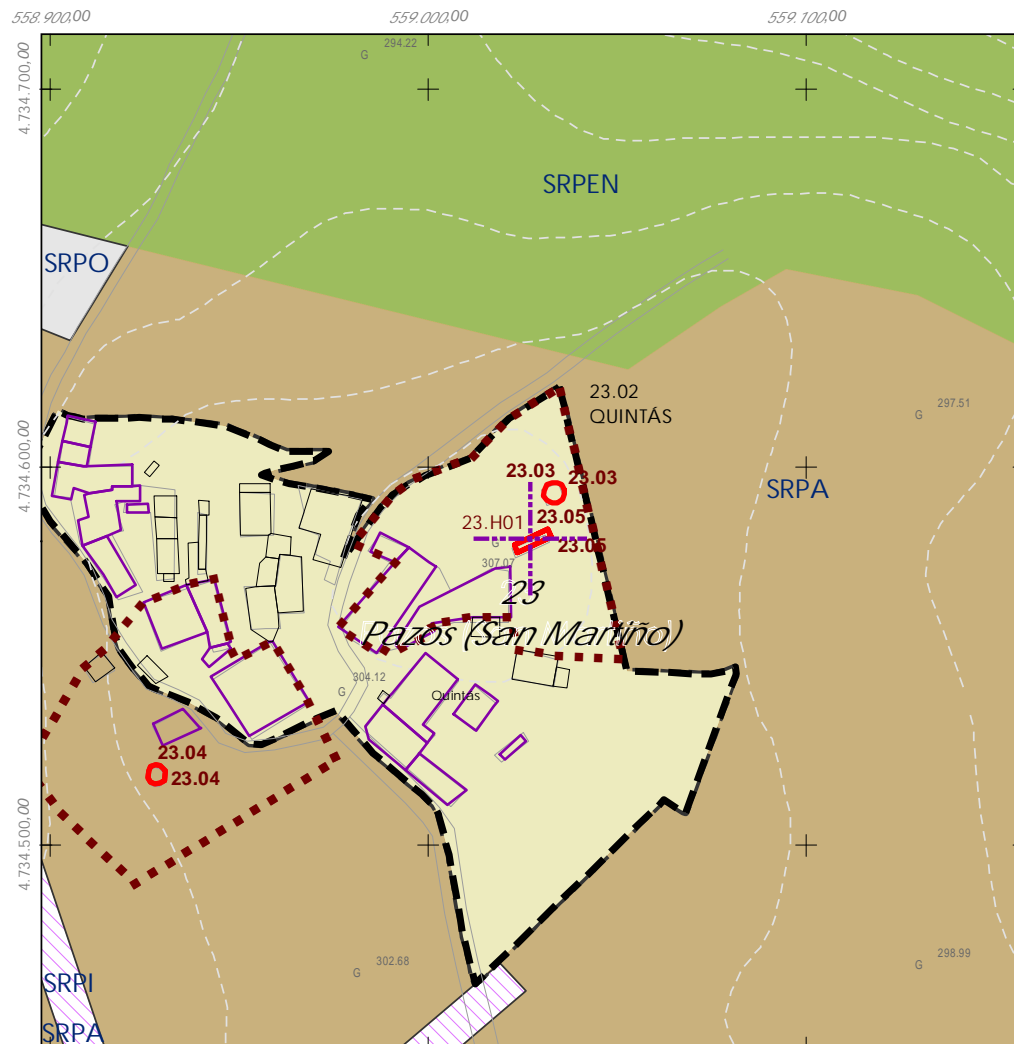 558.900,00
559.000,00
559.100,00
4.734.700,00
G 294.22
SRPEN
SRPO
23.02
QUINTÁS
G 297.51
4.734.600,00
23.03
23.03
SRPA
23.H01
23.05
23.05
G
307.07
23
Pazos (San Martiño)
304.12
G
Quintás
23.04
23.04
4.734.500,00
302.68
G
298.99
G
SRPI
SRPA